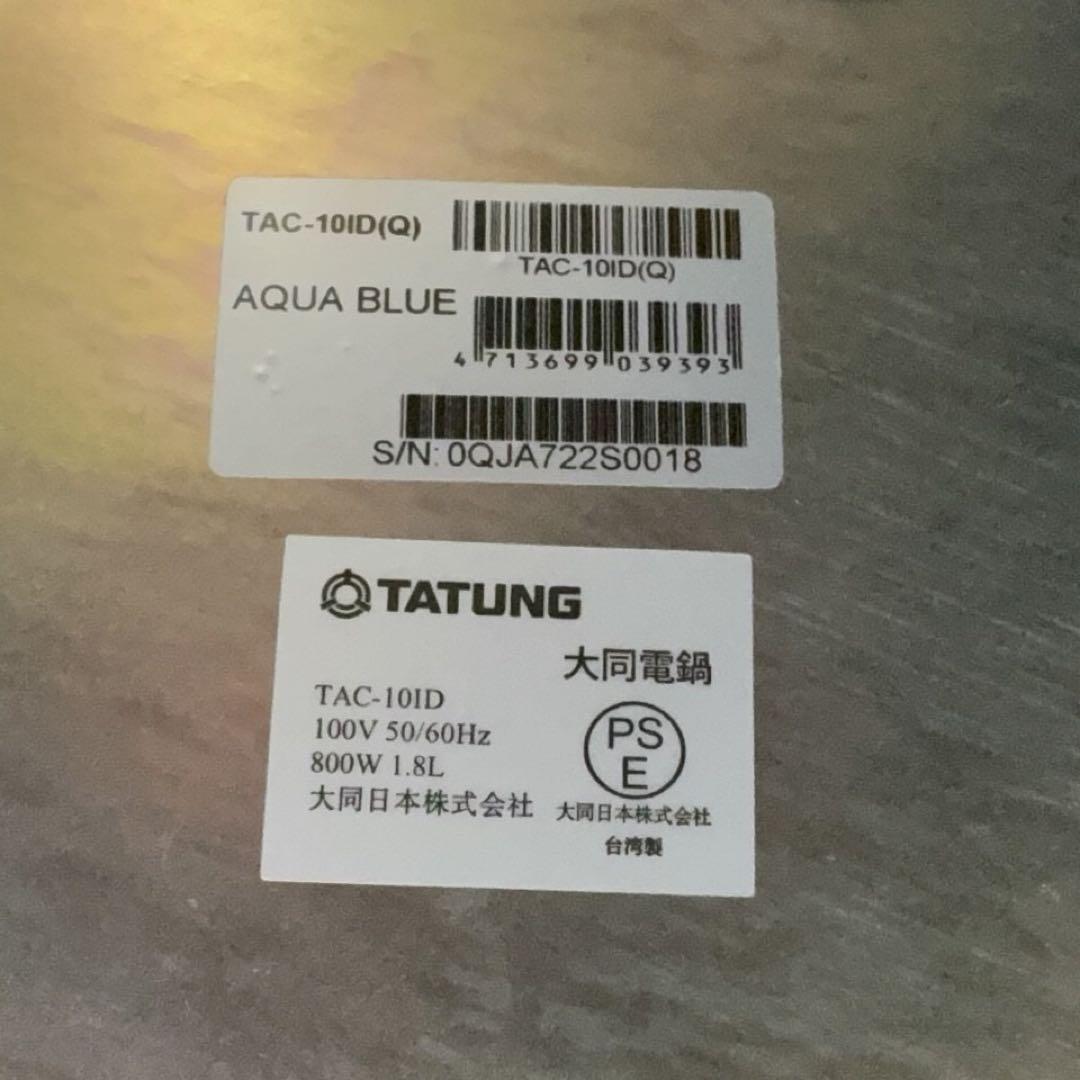 TAC-10ID(Q)
TAC-10ID(Q)
AQUA BLUE
4 713699 039393
S/N: 0QJA722S0018
TATUNG
大同電鍋
TAC-10ID
100V 50/60Hz
800W 1.8L
大同日本株式会社
PS
E
大同日本株式会社
台湾製